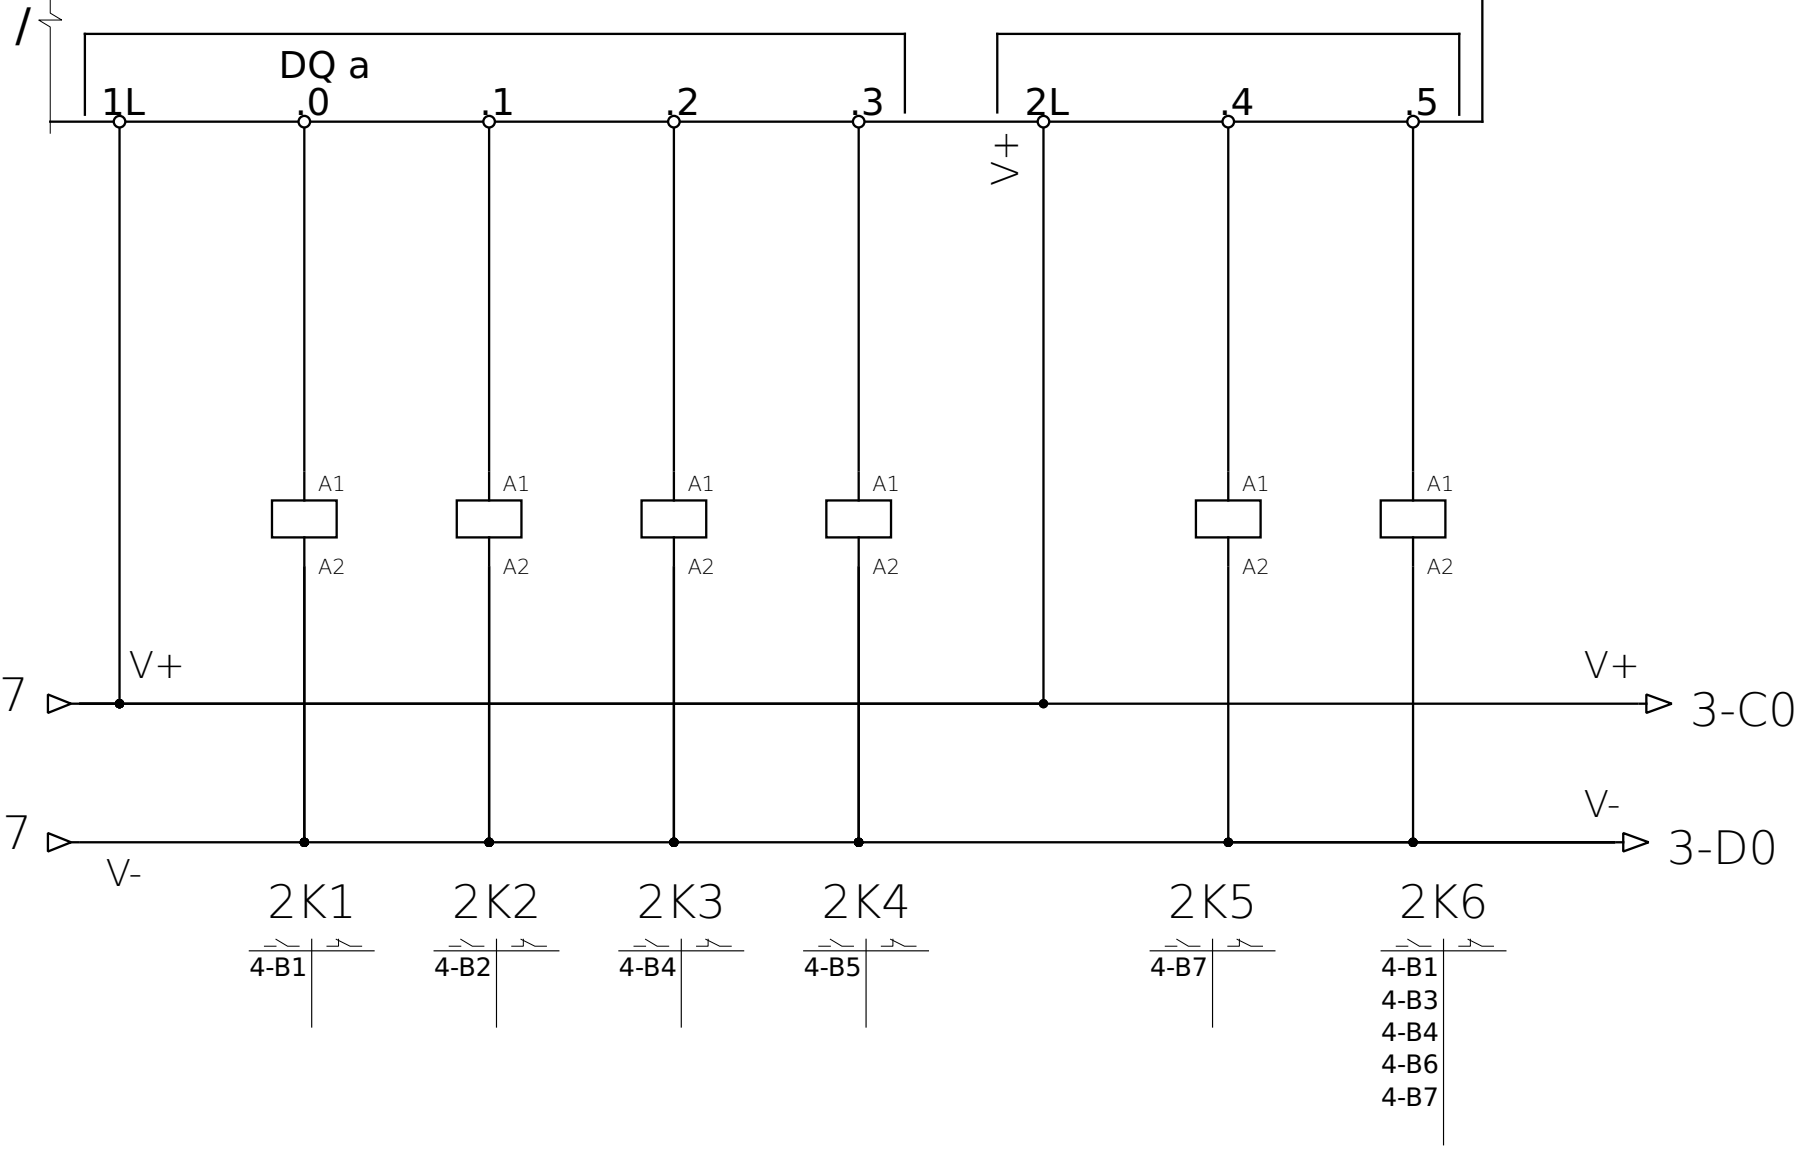 /
DQ a
1L .0 .1 .2 .3 2L .4 .5
V+
A1 A1 A1 A1 A1 A1
A2 A2 A2 A2 A2 A2
V+ V+
7 3-C0
V-
7 3-D0
V-
2K1 2K2 2K3 2K4 2K5 2K6
4-B1 4-B2 4-B4 4-B5 4-B7 4-B1
4-B3
4-B4
4-B6
4-B7